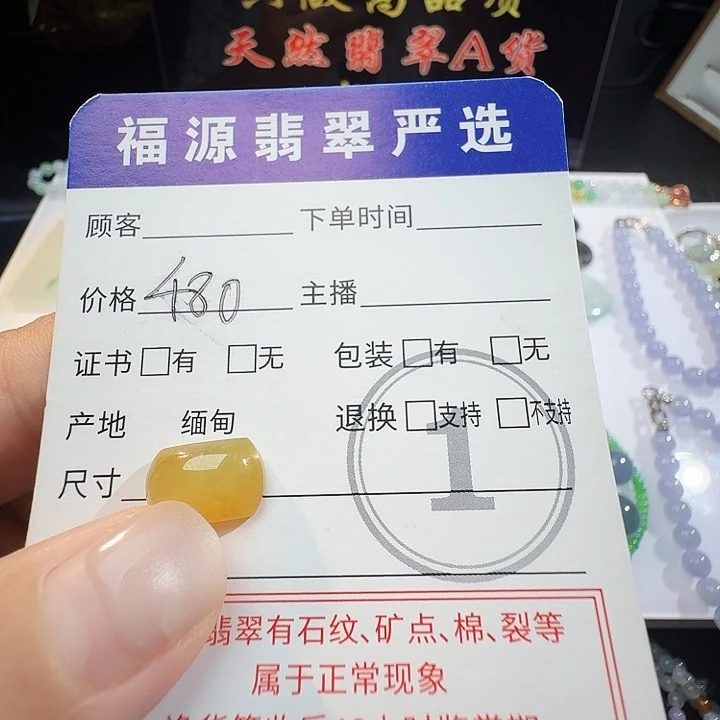 天然翡翠A货
福源翡翠严选
顾客 下单时间
价格 480 主播
证书 □有 □无 包装 □有 □无
产地 缅甸 退换 □支持 □不支持
尺寸
1
翡翠有石纹、矿点、棉、裂等
属于正常现象